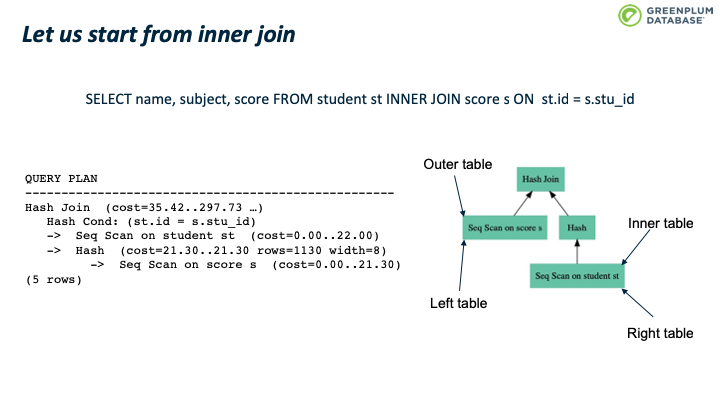 GREENPLUM
DATABASE
Let us start from inner join
SELECT name, subject, score FROM student st INNER JOIN score s ON st.id = s.stu_id
QUERY PLAN
---------------------------------------------------
Hash Join (cost=35.42..297.73 …)
Hash Cond: (st.id = s.stu_id)
-> Seq Scan on student st (cost=0.00..22.00)
-> Hash (cost=21.30..21.30 rows=1130 width=8)
-> Seq Scan on score s (cost=0.00..21.30)
(5 rows)
Outer table
Hash Join
Seq Scan on score s
Hash
Inner table
Seq Scan on student st
Left table
Right table